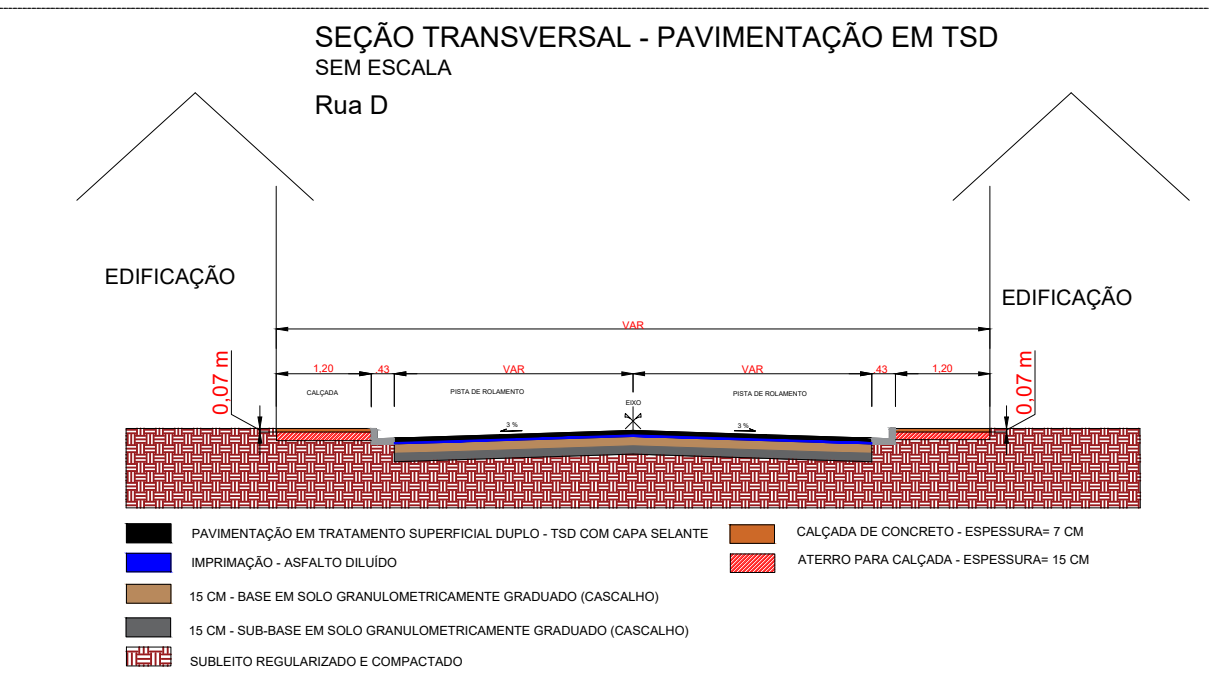 SEÇÃO TRANSVERSAL - PAVIMENTAÇÃO EM TSD
SEM ESCALA
Rua D
EDIFICAÇÃO
EDIFICAÇÃO
VAR
0,07 m
1,20
.43
VAR
VAR
.43
1,20
0,07 m
CALÇADA
PISTA DE ROLAMENTO
PISTA DE ROLAMENTO
EIXO
3 %
3 %
PAVIMENTAÇÃO EM TRATAMENTO SUPERFICIAL DUPLO - TSD COM CAPA SELANTE
IMPRIMAÇÃO - ASFALTO DILUÍDO
15 CM - BASE EM SOLO GRANULOMETRICAMENTE GRADUADO (CASCALHO)
15 CM - SUB-BASE EM SOLO GRANULOMETRICAMENTE GRADUADO (CASCALHO)
SUBLEITO REGULARIZADO E COMPACTADO
CALÇADA DE CONCRETO - ESPESSURA= 7 CM
ATERRO PARA CALÇADA - ESPESSURA= 15 CM